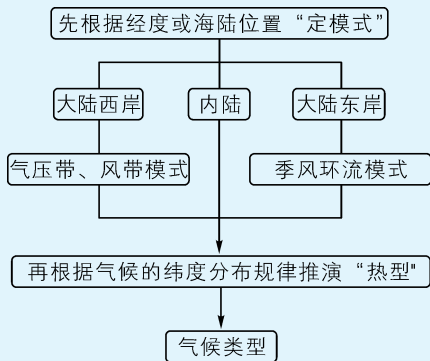 先根据经度或海陆位置“定模式”
大陆西岸
内陆
大陆东岸
气压带、风带模式
季风环流模式
再根据气候的纬度分布规律推演“热型"
气候类型